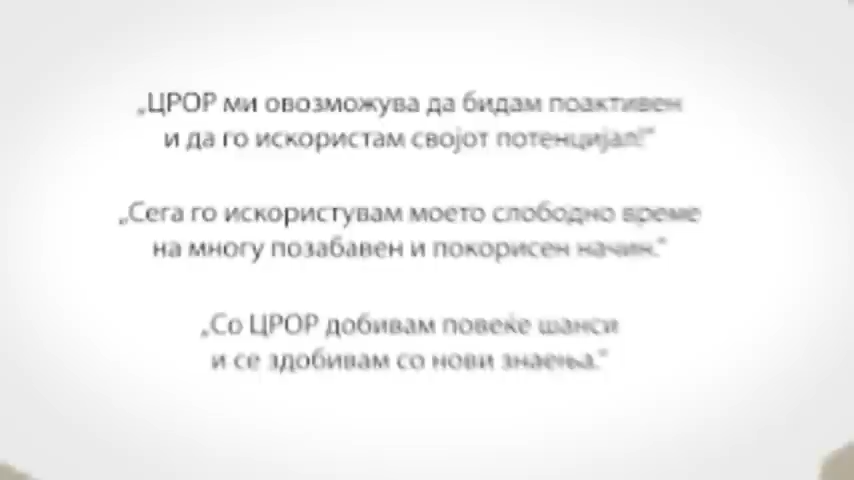 „ЦРОР ми овозможува да бидам поактивен
и да го искористам својот потенцијал!“
„Сега го искористувам моето слободно време
на многу позабавен и покорисен начин.“
„Со ЦРОР добивам повеќе шанси
и се здобивам со нови знаења.“